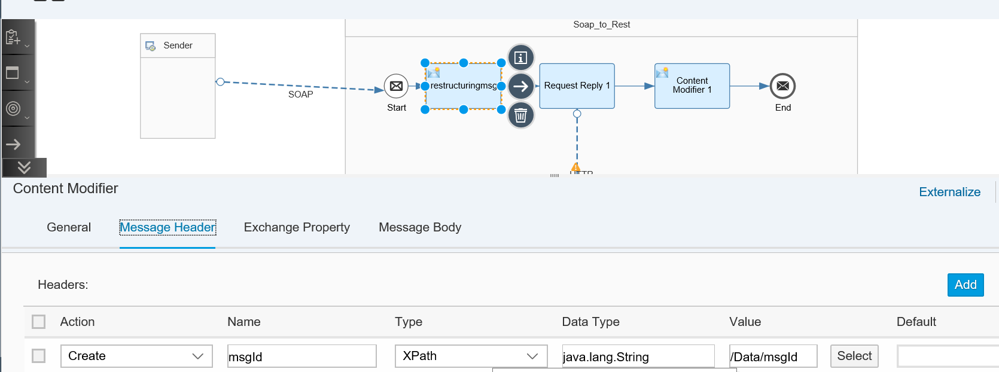 Soap_to_Rest
Sender
SOAP
Start
restructuringmsg
Request Reply 1
Content
Modifier 1
End
HTTP
Content Modifier
Externalize
General
Message Header
Exchange Property
Message Body
Headers:
Add
Action
Name
Type
Data Type
Value
Default
Create
msgId
XPath
java.lang.String
/Data/msgId
Select